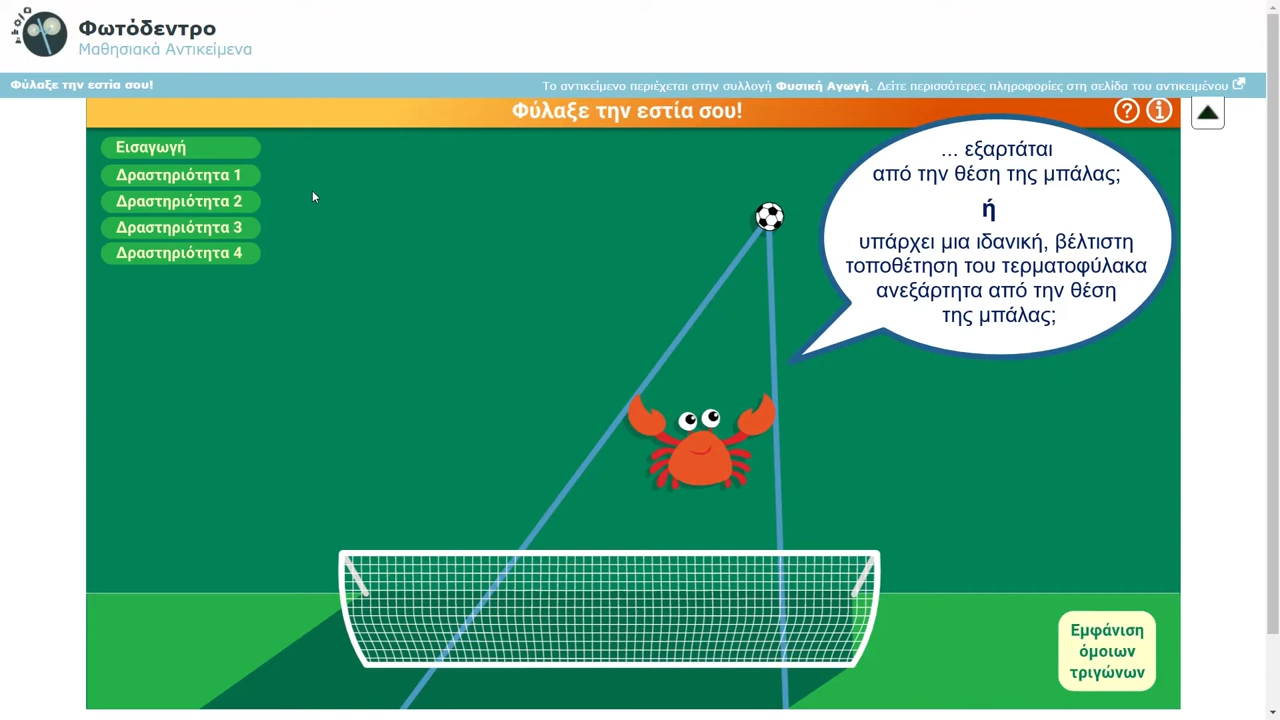 Φωτόδεντρο
Μαθησιακά Αντικείμενα
Φύλαξε την εστία σου!
Το αντικείμενο περιέχεται στην συλλογή Φυσική Αγωγή. Δείτε περισσότερες πληροφορίες στη σελίδα του αντικειμένου
Φύλαξε την εστία σου!
?
i
Εισαγωγή
Δραστηριότητα 1
Δραστηριότητα 2
Δραστηριότητα 3
Δραστηριότητα 4
... εξαρτάται
από την θέση της μπάλας;
ή
υπάρχει μια ιδανική, βέλτιστη
τοποθέτηση του τερματοφύλακα
ανεξάρτητα από την θέση
της μπάλας;
Εμφάνιση
όμοιων
τριγώνων